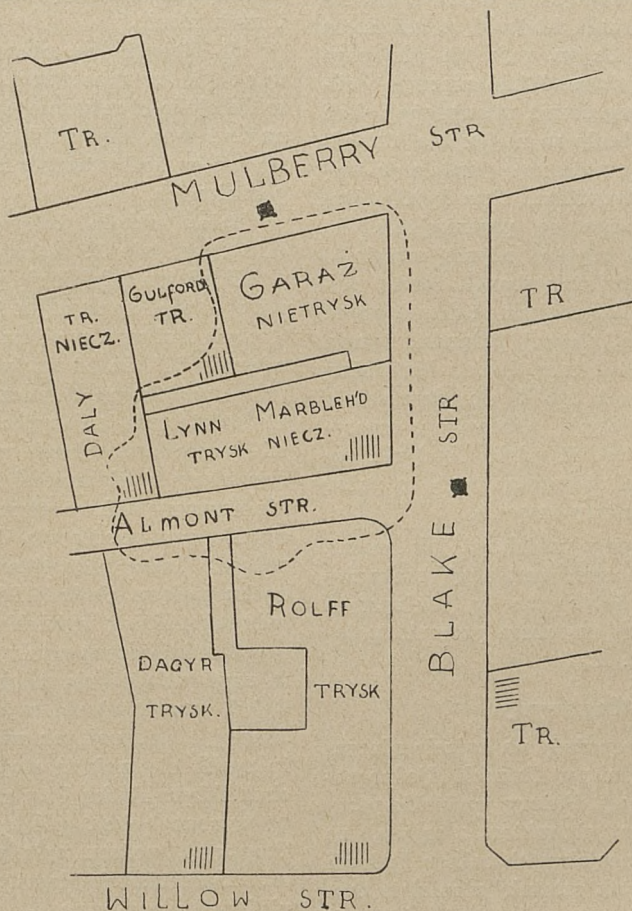 TR.
MULBERRY STR
GARAŻ
NIETRYSK
GULFORD
TR.
TR.
NIECZ.
DALY
TR
LYNN MARBLEH'D
TRYSK NIECZ.
ALMONT STR.
BLAKE STR
ROLFF
TRYSK
DAGYR
TRYSK.
TR.
WILLOW STR.